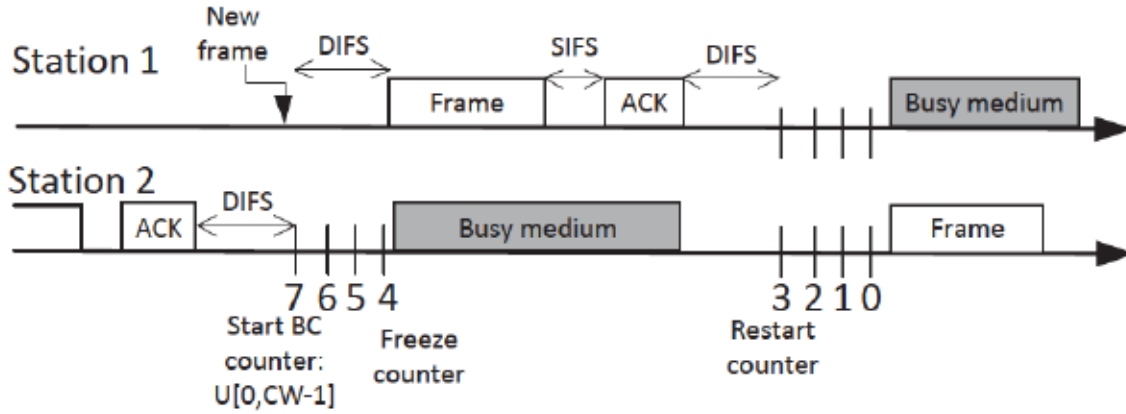 New
frame
DIFS
SIFS
DIFS
Station 1
Frame
ACK
Busy medium
Station 2
DIFS
ACK
Busy medium
Frame
7 6 5 4
3 2 1 0
Start BC
counter:
U[0,CW-1]
Freeze
counter
Restart
counter